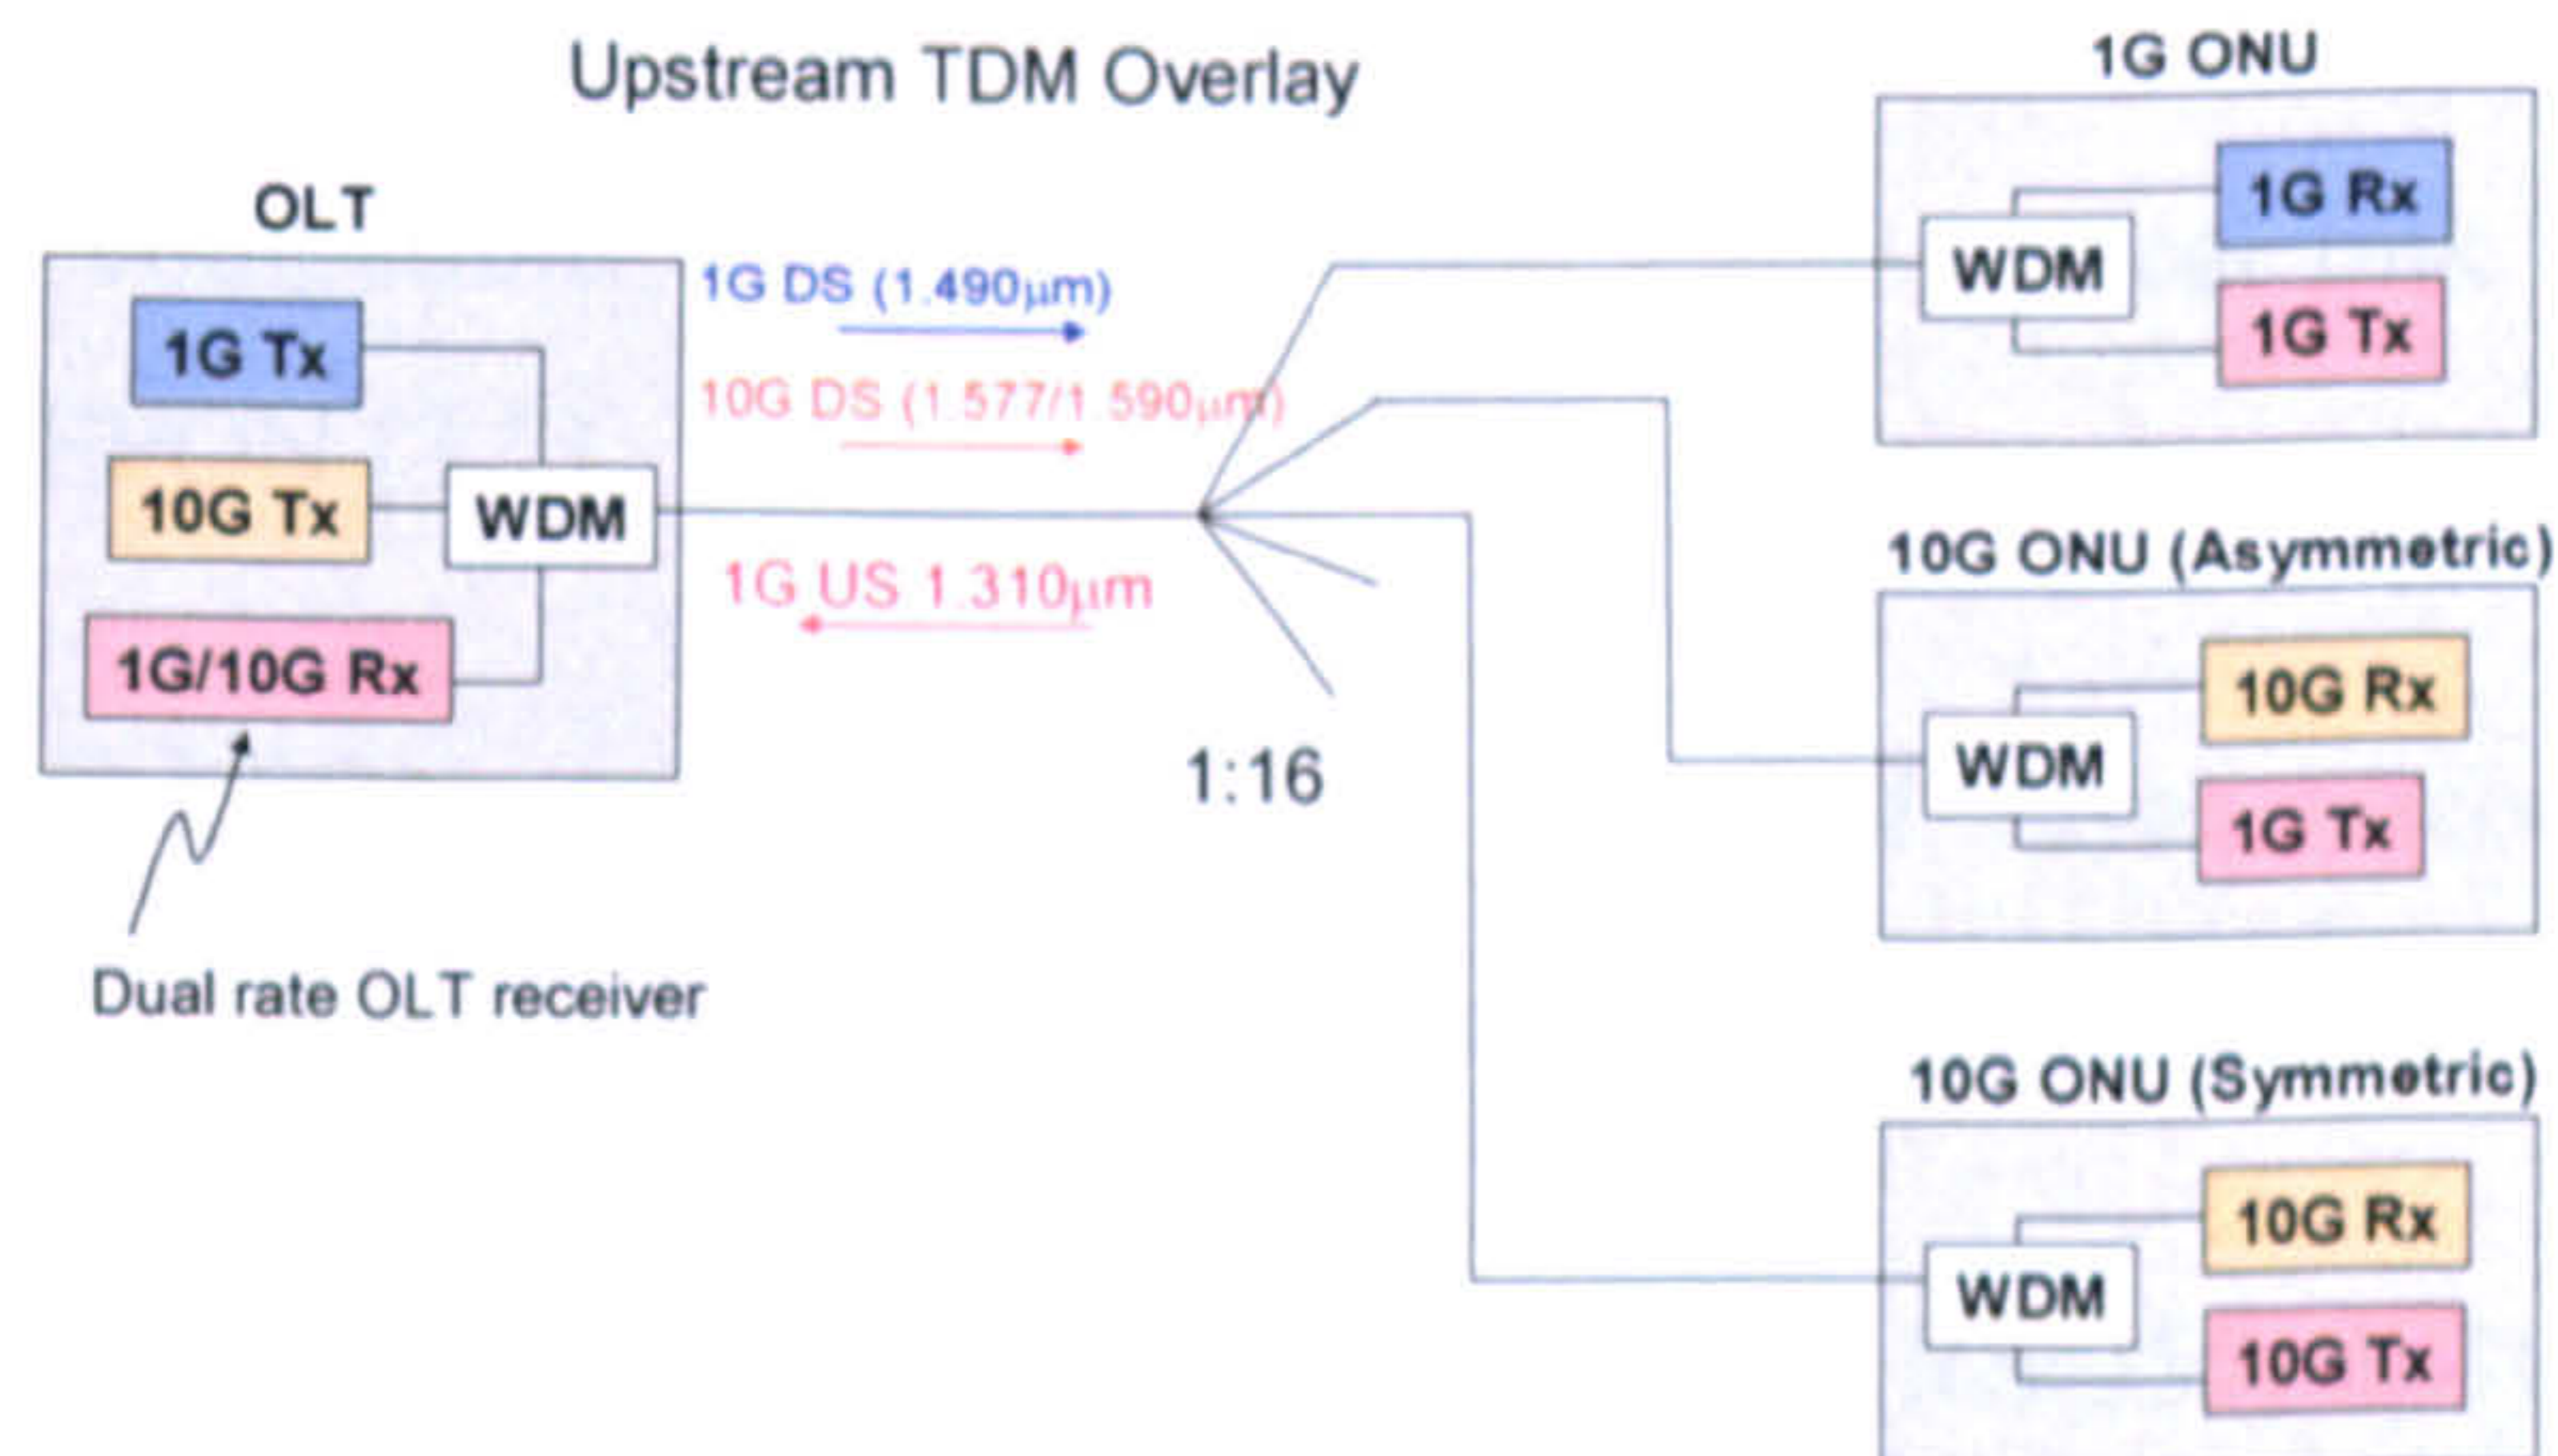 Upstream TDM Overlay
OLT
1G Tx
10G Tx
WDM
1G/10G Rx
Dual rate OLT receiver
1G DS (1.490μm)
10G DS (1.577/1.590μm)
1G US 1.310μm
1:16
1G ONU
WDM
1G Rx
1G Tx
10G ONU (Asymmetric)
WDM
10G Rx
1G Tx
10G ONU (Symmetric)
WDM
10G Rx
10G Tx